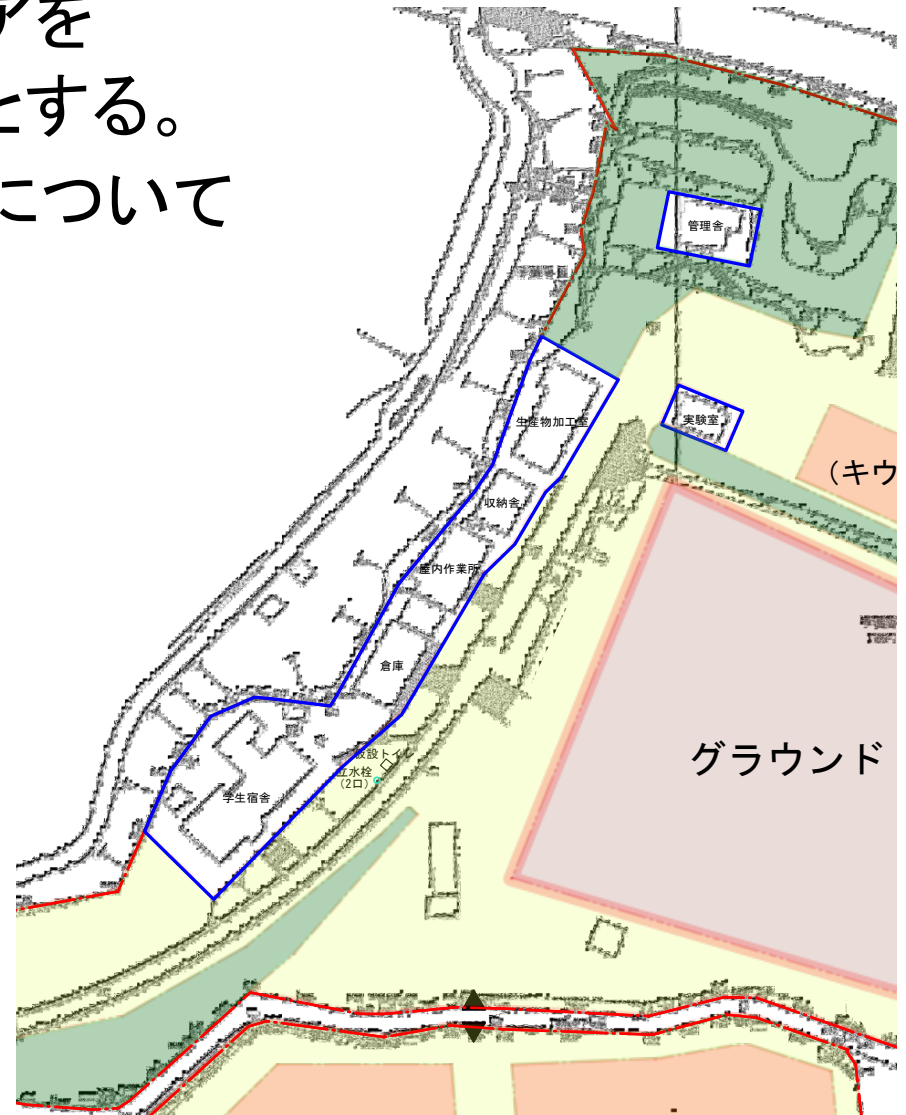 アを
とする。
について
管理舎
生産物加工室
実験室
(キウ
収納舎
屋内作業所
倉庫
グラウンド
仮設トイレ
立水栓
(2口)
学生宿舎